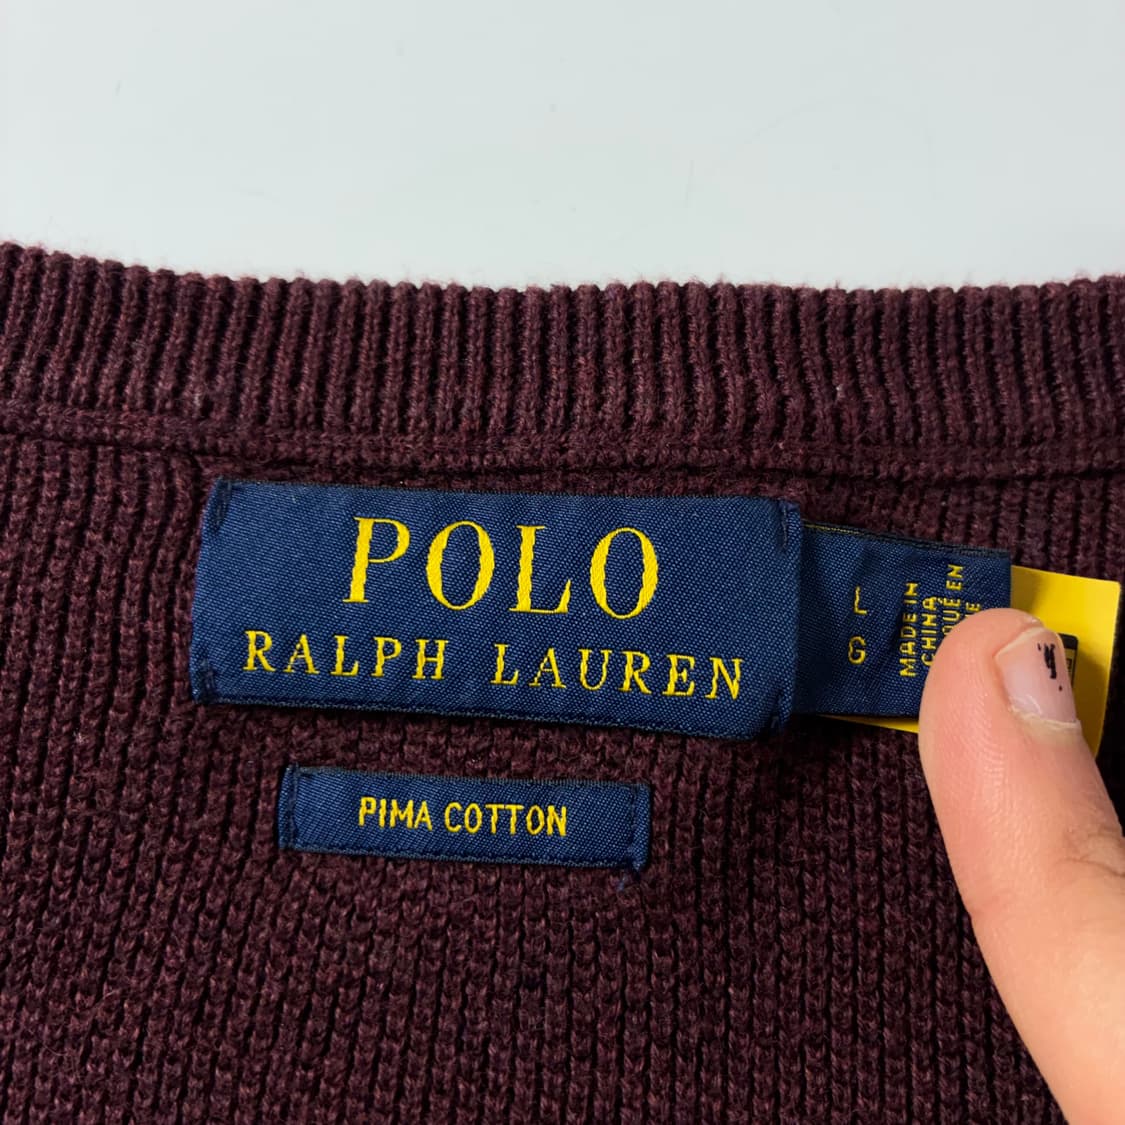 POLO
RALPH LAUREN
L
G
MADE IN
CHINA
PIMA COTTON